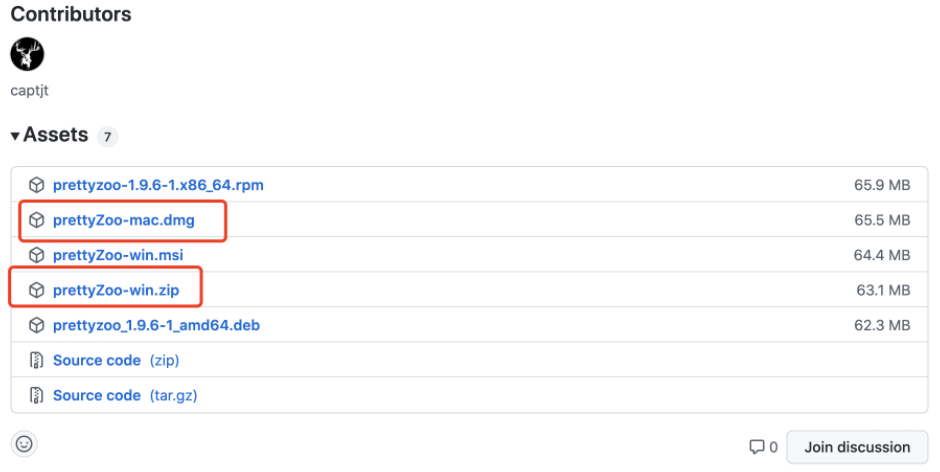 Contributors
captjt
▾Assets 7
prettyzoo-1.9.6-1.x86_64.rpm 65.9 MB
prettyZoo-mac.dmg 65.5 MB
prettyZoo-win.msi 64.4 MB
prettyZoo-win.zip 63.1 MB
prettyzoo_1.9.6-1_amd64.deb 62.3 MB
Source code (zip)
Source code (tar.gz)
0 Join discussion